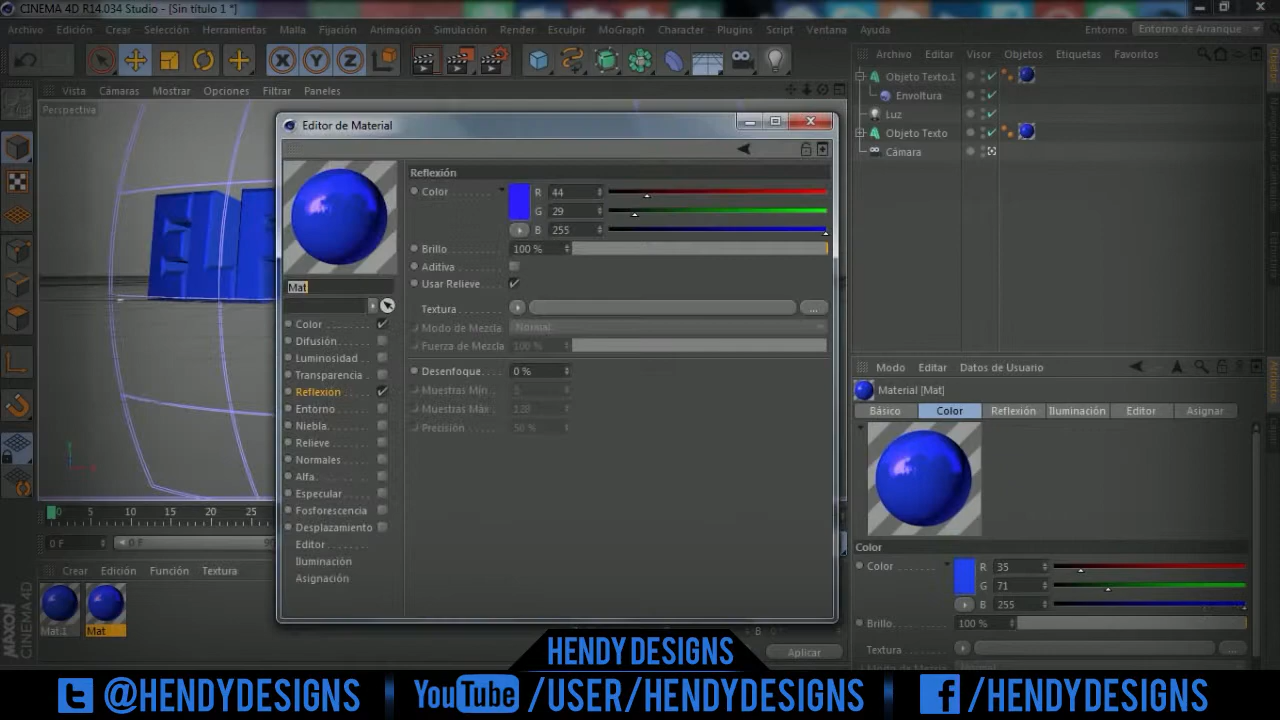 CINEMA 4D R14.034 Studio - [Sin título 1 *]
Archivo Edición Crear Selección Herramientas Malla Fijación Animación Simulación Render Esculpir MoGraph Character Plugins Script Ventana Ayuda Entorno: Entorno de Arranque
Archivo Editar Visor Objetos Etiquetas Favoritos
Objeto Texto.1
Envoltura
Luz
Objeto Texto
Cámara
Vista Cámaras Mostrar Opciones Filtrar Paneles
Perspectiva
Editor de Material
Reflexión
Color R 44
G 29
B 255
Brillo 100 %
Aditiva
Usar Relieve
Textura ...
Modo de Mezcla Normal
Fuerza de Mezcla 100 %
Desenfoque 0 %
Muestras Mín 5
Muestras Máx 128
Precisión 50 %
Mat
Color
Difusión
Luminosidad
Transparencia
Reflexión
Entorno
Niebla
Relieve
Normales
Alfa
Especular
Fosforescencia
Desplazamiento
Editor
Iluminación
Asignación
Modo Editar Datos de Usuario
Material [Mat]
Básico Color Reflexión Iluminación Editor Asignar
Color
Color R 35
G 71
B 255
Brillo 100 %
Textura ...
0 5 10 15 20 25
0 F 0 F
Crear Edición Función Textura
Mat.1 Mat
B 0°
Aplicar
MAXON
CINEMA 4D
HENDY DESIGNS
@HENDYDESIGNS YouTube /USER/HENDYDESIGNS f /HENDYDESIGNS